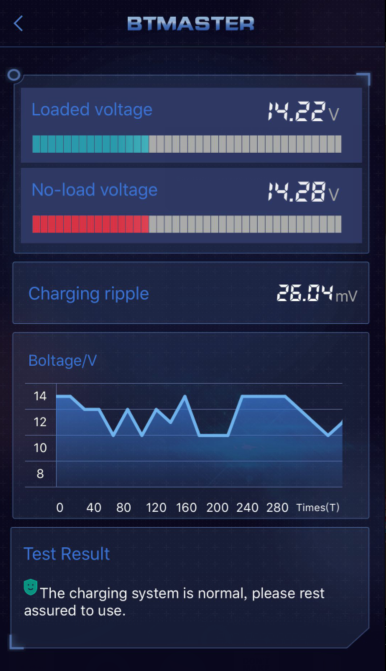 BTMASTER
Loaded voltage 14.22V
No-load voltage 14.28V
Charging ripple 26.04mV
Boltage/V
14
12
10
8
0 40 80 120 160 200 240 280 Times(T)
Test Result
The charging system is normal, please rest
assured to use.